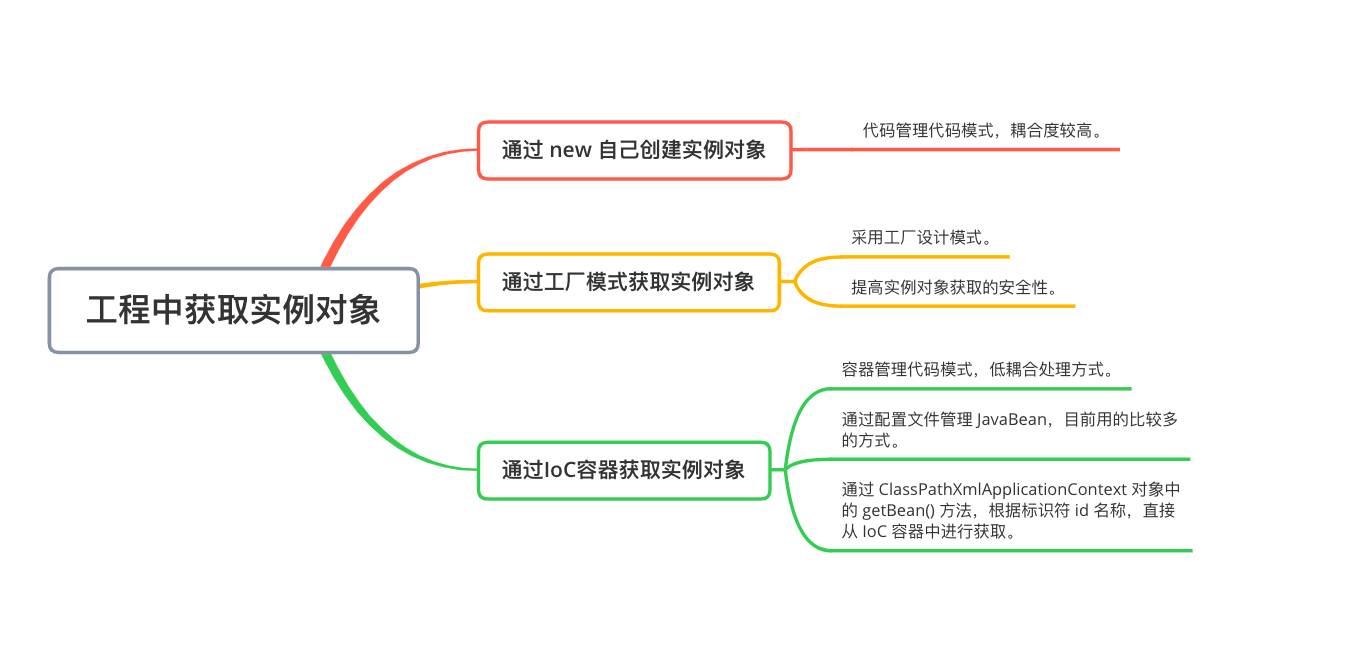 工程中获取实例对象
通过 new 自己创建实例对象
代码管理代码模式，耦合度较高。
通过工厂模式获取实例对象
采用工厂设计模式。
提高实例对象获取的安全性。
通过IoC容器获取实例对象
容器管理代码模式，低耦合处理方式。
通过配置文件管理 JavaBean，目前用的比较多
的方式。
通过 ClassPathXmlApplicationContext 对象中
的 getBean() 方法，根据标识符 id 名称，直接
从 IoC 容器中进行获取。